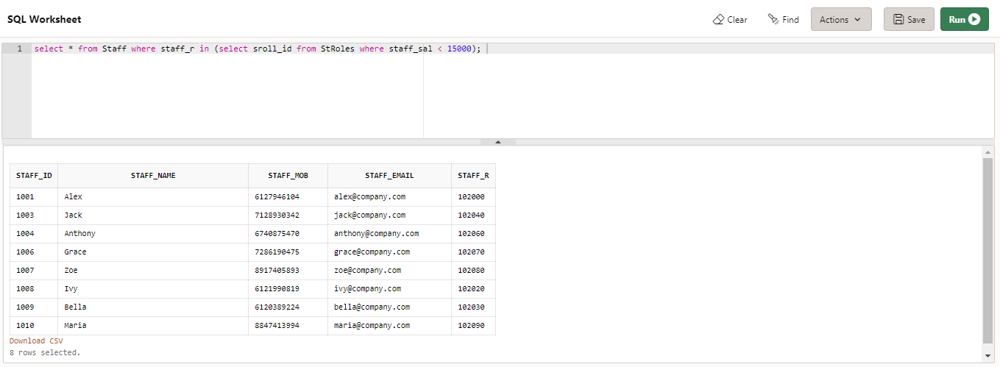 SQL Worksheet Clear Find Actions Save Run
1 select * from Staff where staff_r in (select sroll_id from StRoles where staff_sal < 15000);
STAFF_ID STAFF_NAME STAFF_MOB STAFF_EMAIL STAFF_R
1001 Alex 6127946104 alex@company.com 102000
1003 Jack 7128930342 jack@company.com 102040
1004 Anthony 6740875470 anthony@company.com 102060
1006 Grace 7286190475 grace@company.com 102070
1007 Zoe 8917405893 zoe@company.com 102080
1008 Ivy 6121990819 ivy@company.com 102020
1009 Bella 6120389224 bella@company.com 102030
1010 Maria 8847413994 maria@company.com 102090
Download CSV
8 rows selected.